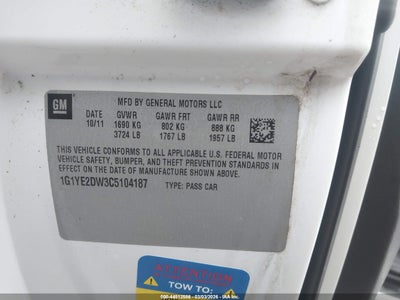 GM
MFD BY GENERAL MOTORS LLC
DATE GVWR GAWR FRT GAWR RR
10/11 1690 KG 802 KG 888 KG
3724 LB 1767 LB 1957 LB
THIS VEHICLE CONFORMS TO ALL APPLICABLE U.S. FEDERAL MOTOR
VEHICLE SAFETY, BUMPER, AND THEFT PREVENTION STANDARDS IN
EFFECT ON THE DATE OF MANUFACTURE SHOWN ABOVE.
1G1YE2DW3C5104187 TYPE: PASS CAR
ATTENTION
TOW TO: